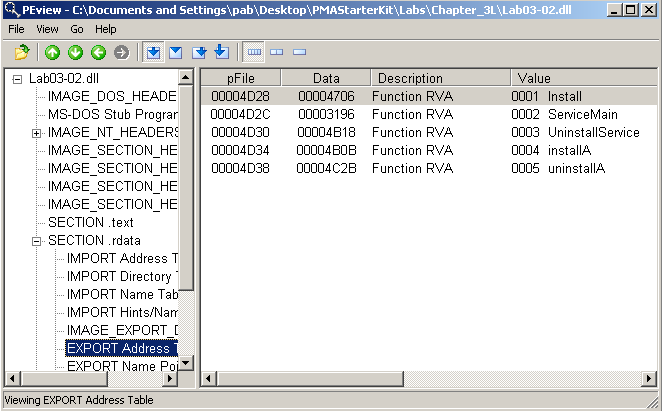 PEview - C:\Documents and Settings\pab\Desktop\PMAStarterKit\Labs\Chapter_3L\Lab03-02.dll
File View Go Help
Lab03-02.dll
IMAGE_DOS_HEADE
MS-DOS Stub Progran
IMAGE_NT_HEADERS
IMAGE_SECTION_HE
IMAGE_SECTION_HE
IMAGE_SECTION_HE
IMAGE_SECTION_HE
SECTION .text
SECTION .rdata
IMPORT Address T
IMPORT Directory T
IMPORT Name Tab
IMPORT Hints/Nam
IMAGE_EXPORT_D
EXPORT Address T
EXPORT Name Poi
pFile Data Description Value
00004D28 00004706 Function RVA 0001 Install
00004D2C 00003196 Function RVA 0002 ServiceMain
00004D30 00004B18 Function RVA 0003 UninstallService
00004D34 00004B0B Function RVA 0004 installA
00004D38 00004C2B Function RVA 0005 uninstallA
Viewing EXPORT Address Table